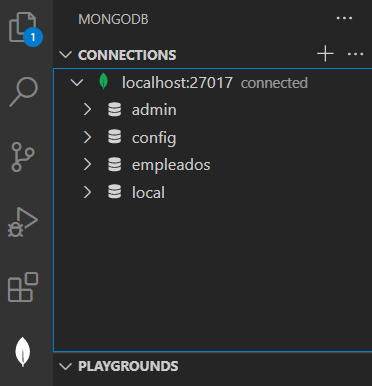 MONGODB
CONNECTIONS
localhost:27017 connected
admin
config
empleados
local
PLAYGROUNDS
1